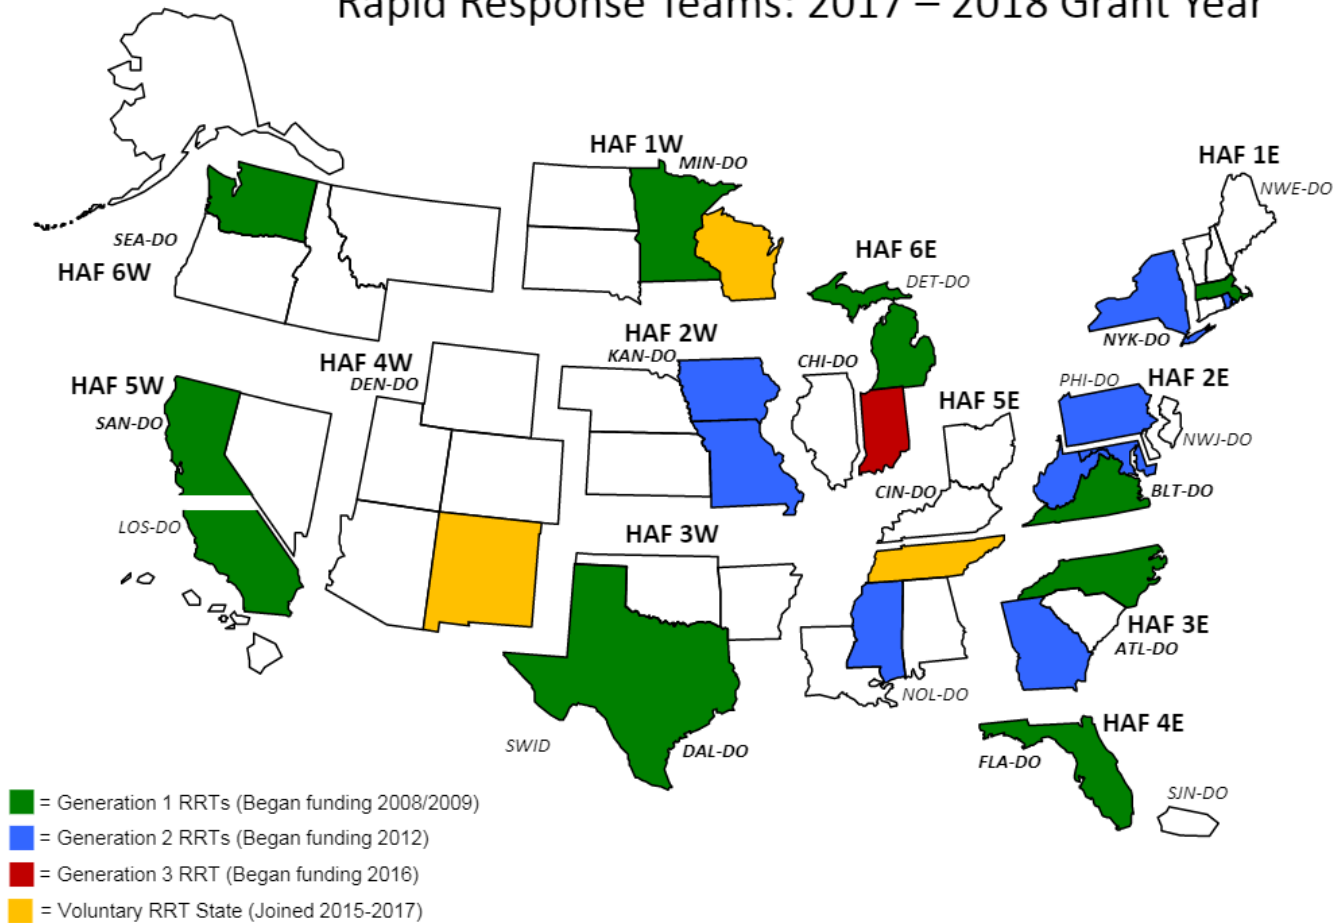 Rapid Response Teams: 2017 – 2018 Grant Year
HAF 1W
MIN-DO
HAF 1E
NWE-DO
SEA-DO
HAF 6W
HAF 6E
DET-DO
NYK-DO
HAF 2W
KAN-DO
CHI-DO
HAF 4W
DEN-DO
HAF 5W
SAN-DO
PHI-DO
HAF 2E
HAF 5E
NWJ-DO
CIN-DO
BLT-DO
LOS-DO
HAF 3W
HAF 3E
ATL-DO
NOL-DO
SWID
DAL-DO
HAF 4E
FLA-DO
SJN-DO
= Generation 1 RRTs (Began funding 2008/2009)
= Generation 2 RRTs (Began funding 2012)
= Generation 3 RRT (Began funding 2016)
= Voluntary RRT State (Joined 2015-2017)